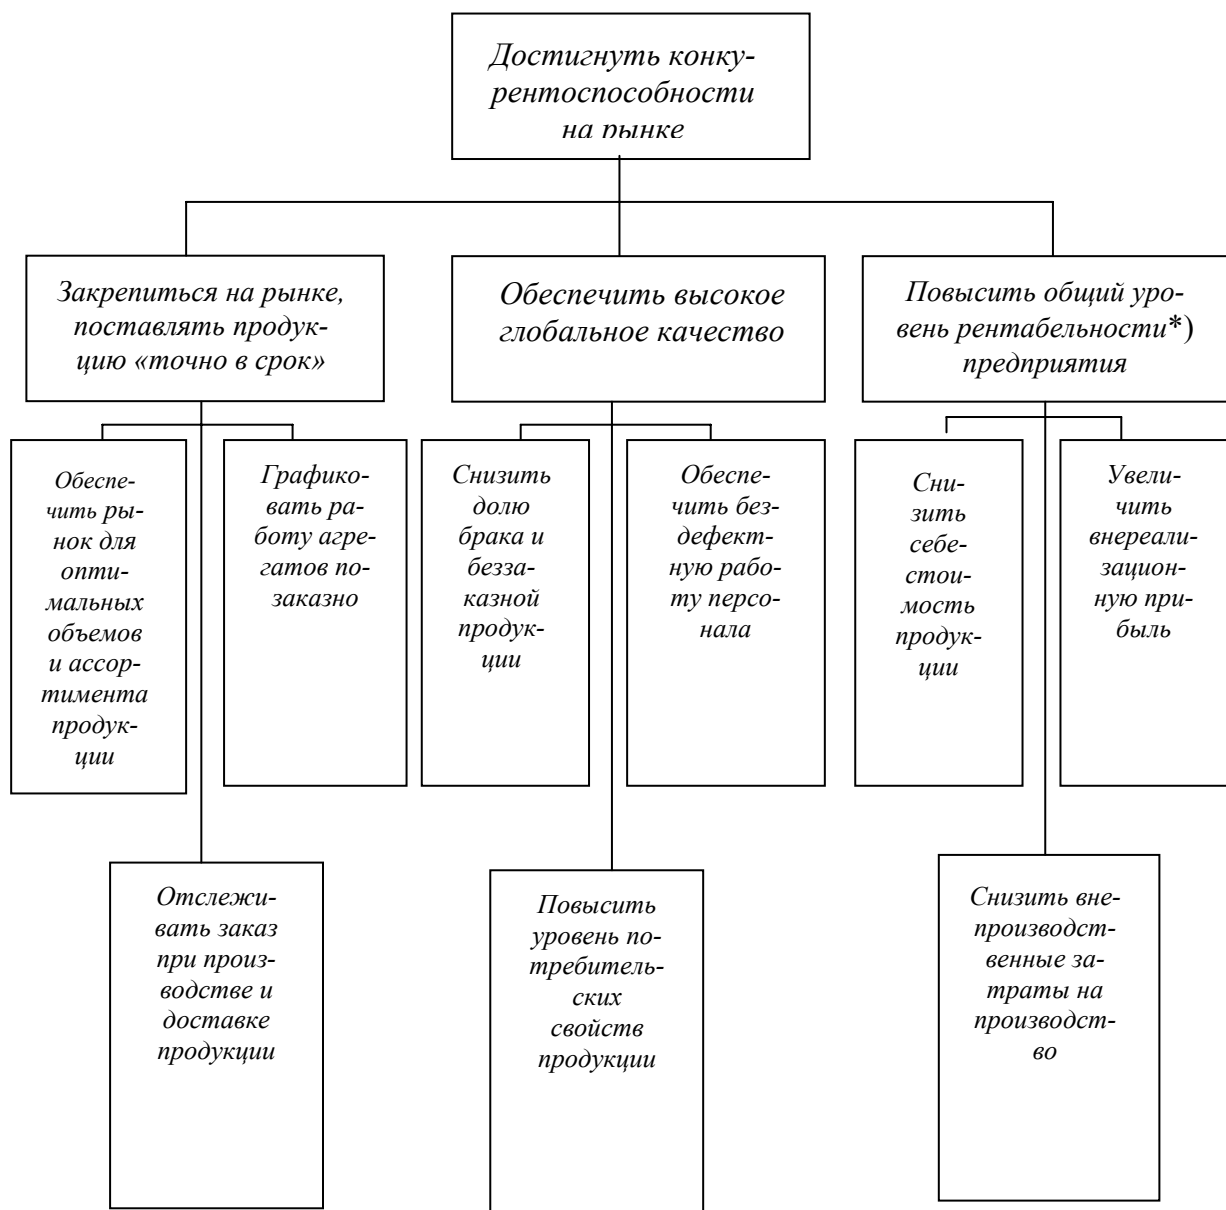 Достигнуть конку-
рентоспособности
на рынке
Закрепиться на рынке,
поставлять продук-
цию «точно в срок»
Обеспечить высокое
глобальное качество
Повысить общий уро-
вень рентабельности*)
предприятия
Обеспе-
чить ры-
нок для
опти-
мальных
объемов
и ассор-
тимента
продук-
ции
Графико-
вать ра-
боту агре-
гатов по-
заказно
Снизить
долю
брака и
безза-
казной
продук-
ции
Обеспе-
чить без-
дефект-
ную рабо-
ту персо-
нала
Сни-
зить
себе-
стои-
мость
продук-
ции
Увели-
чить
внереали-
зацион-
ную при-
быль
Отслежи-
вать заказ
при произ-
водстве и
доставке
продукции
Повысить
уровень по-
требитель-
ских
свойств
продукции
Снизить вне-
производст-
венные за-
траты на
производст-
во